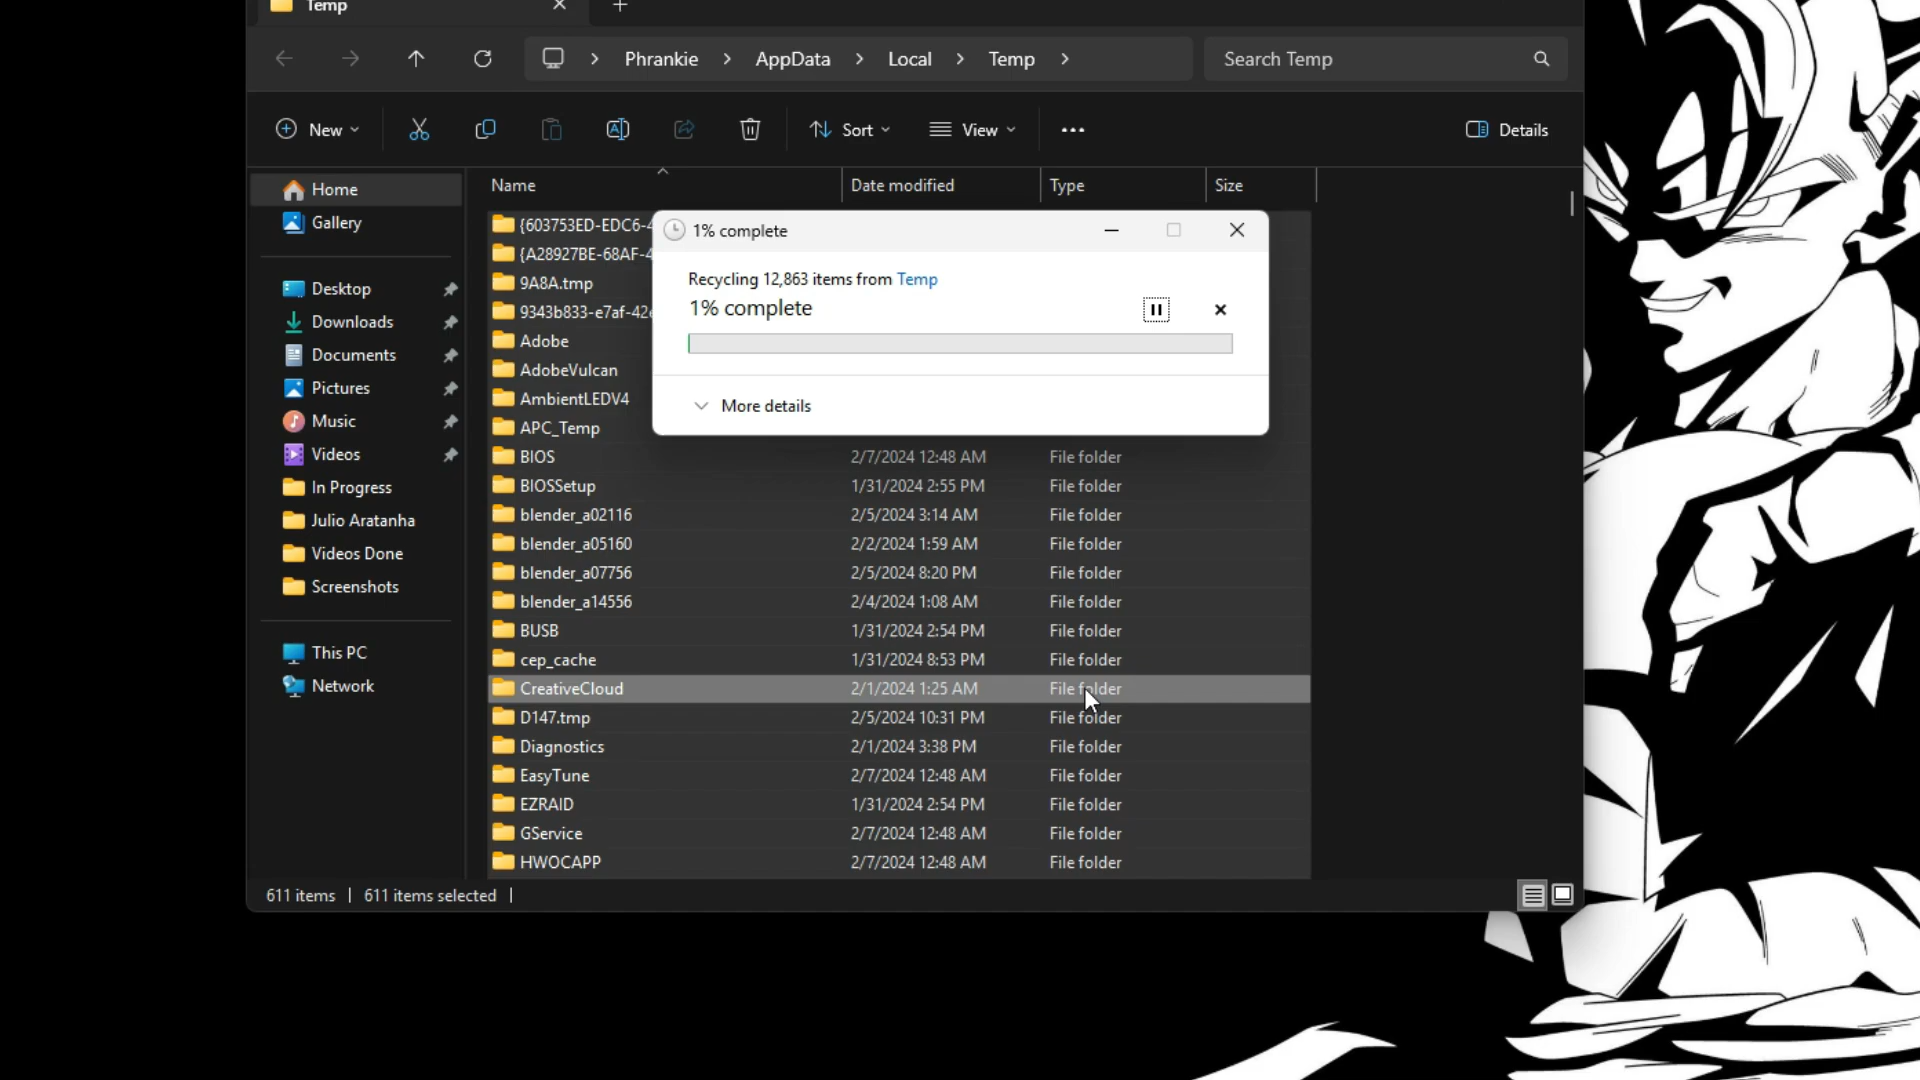 Temp
Phrankie > AppData > Local > Temp >
Search Temp
New
Sort
View
Details
Name
Date modified
Type
Size
Home
Gallery
Desktop
Downloads
Documents
Pictures
Music
Videos
In Progress
Julio Aratanha
Videos Done
Screenshots
This PC
Network
{603753ED-EDC6-4
{A28927BE-68AF-4
9A8A.tmp
9343b833-e7af-42
Adobe
AdobeVulcan
AmbientLEDV4
APC_Temp
1% complete
Recycling 12,863 items from Temp
1% complete
More details
BIOS 2/7/2024 12:48 AM File folder
BIOSSetup 1/31/2024 2:55 PM File folder
blender_a02116 2/5/2024 3:14 AM File folder
blender_a05160 2/2/2024 1:59 AM File folder
blender_a07756 2/5/2024 8:20 PM File folder
blender_a14556 2/4/2024 1:08 AM File folder
BUSB 1/31/2024 2:54 PM File folder
cep_cache 1/31/2024 8:53 PM File folder
CreativeCloud 2/1/2024 1:25 AM File folder
D147.tmp 2/5/2024 10:31 PM File folder
Diagnostics 2/1/2024 3:38 PM File folder
EasyTune 2/7/2024 12:48 AM File folder
EZRAID 1/31/2024 2:54 PM File folder
GService 2/7/2024 12:48 AM File folder
HWOCAPP 2/7/2024 12:48 AM File folder
611 items | 611 items selected |